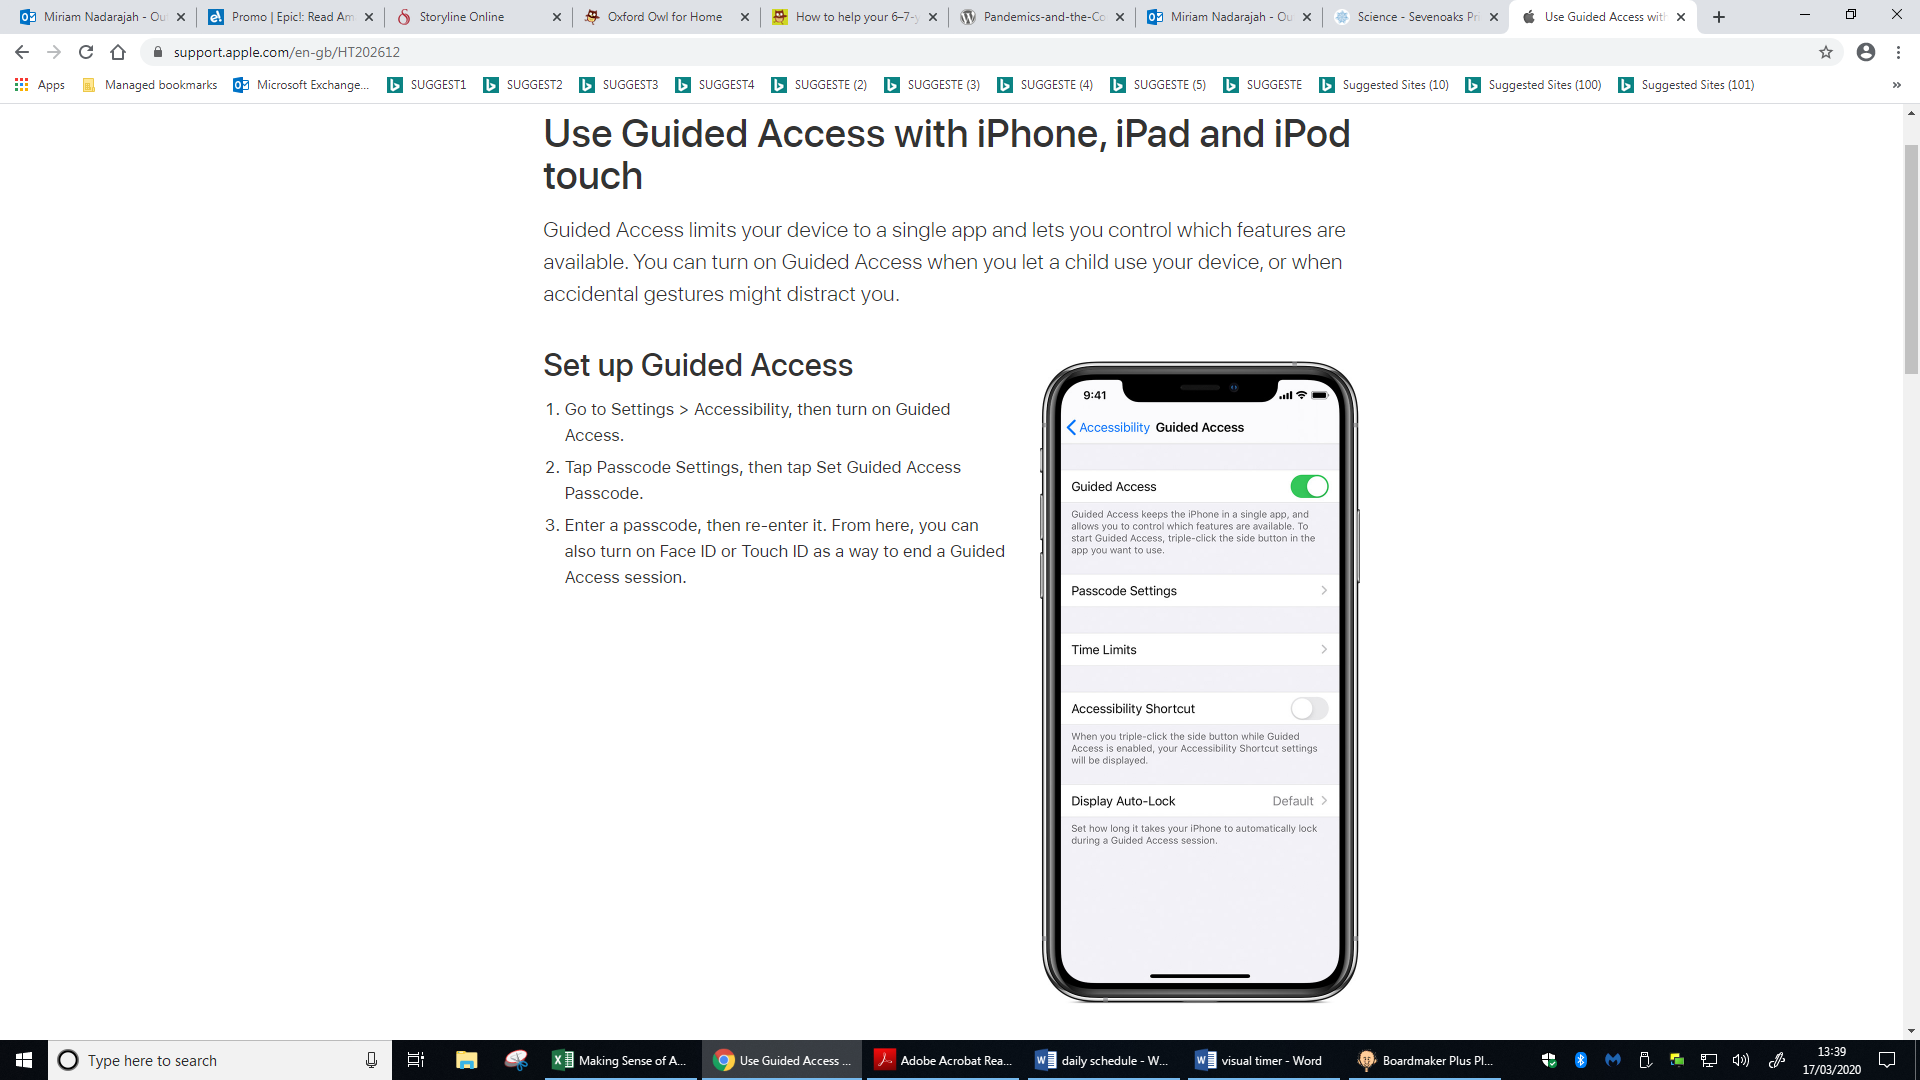 Miriam Nadarajah - Ou
Promo | Epic!: Read Am
Storyline Online
Oxford Owl for Home
How to help your 6–7-y
Pandemics-and-the-Co
Miriam Nadarajah - Ou
Science - Sevenoaks Pri
Use Guided Access with
support.apple.com/en-gb/HT202612
Apps
Managed bookmarks
Microsoft Exchange...
SUGGEST1
SUGGEST2
SUGGEST3
SUGGEST4
SUGGESTE (2)
SUGGESTE (3)
SUGGESTE (4)
SUGGESTE (5)
SUGGESTE
Suggested Sites (10)
Suggested Sites (100)
Suggested Sites (101)
Use Guided Access with iPhone, iPad and iPod
touch
Guided Access limits your device to a single app and lets you control which features are
available. You can turn on Guided Access when you let a child use your device, or when
accidental gestures might distract you.
Set up Guided Access
1. Go to Settings > Accessibility, then turn on Guided
Access.
2. Tap Passcode Settings, then tap Set Guided Access
Passcode.
3. Enter a passcode, then re-enter it. From here, you can
also turn on Face ID or Touch ID as a way to end a Guided
Access session.
9:41
Accessibility Guided Access
Guided Access
Guided Access keeps the iPhone in a single app, and
allows you to control which features are available. To
start Guided Access, triple-click the side button in the
app you want to use.
Passcode Settings
Time Limits
Accessibility Shortcut
When you triple-click the side button while Guided
Access is enabled, your Accessibility Shortcut settings
will be displayed.
Display Auto-Lock Default
Set how long it takes your iPhone to automatically lock
during a Guided Access session.
Type here to search
Making Sense of A...
Use Guided Access ...
Adobe Acrobat Rea...
daily schedule - W...
visual timer - Word
Boardmaker Plus Pl...
13:39
17/03/2020